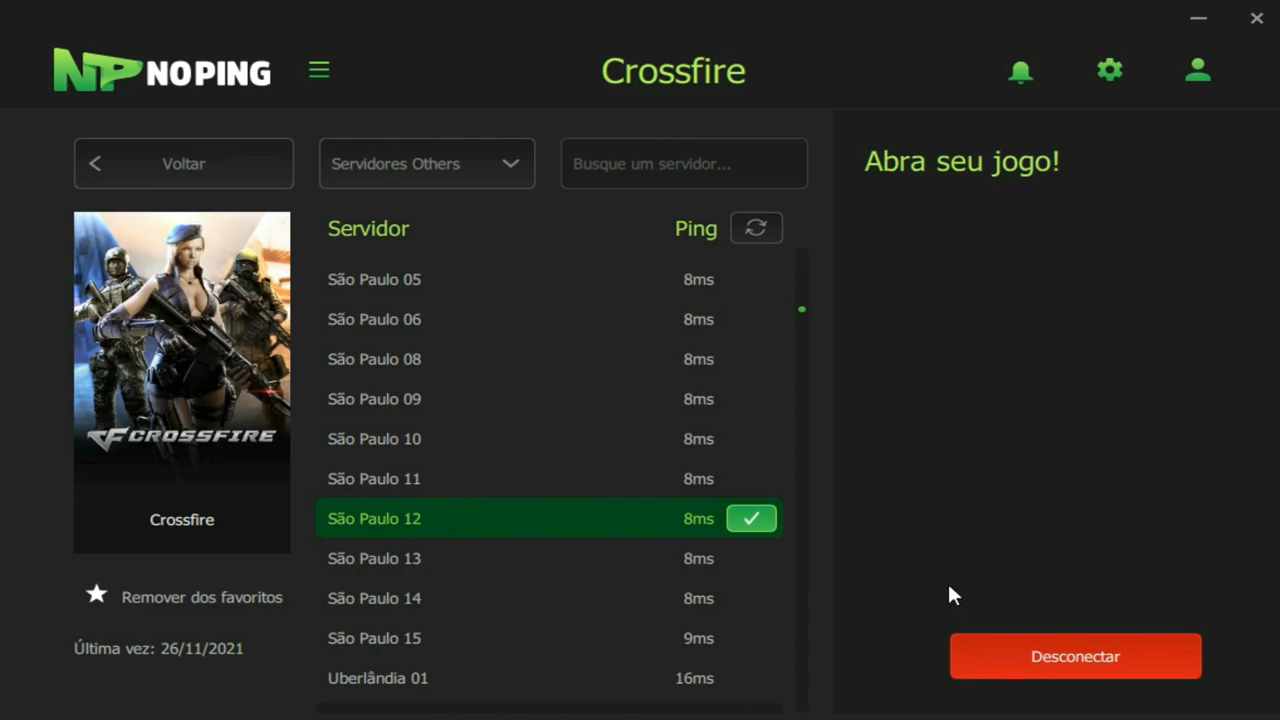 NP NOPING
Crossfire
Voltar
Servidores Others
Busque um servidor...
Abra seu jogo!
Servidor Ping
São Paulo 05 8ms
São Paulo 06 8ms
São Paulo 08 8ms
São Paulo 09 8ms
São Paulo 10 8ms
São Paulo 11 8ms
São Paulo 12 8ms
São Paulo 13 8ms
São Paulo 14 8ms
São Paulo 15 9ms
Uberlândia 01 16ms
CF CROSSFIRE
Crossfire
Remover dos favoritos
Última vez: 26/11/2021
Desconectar